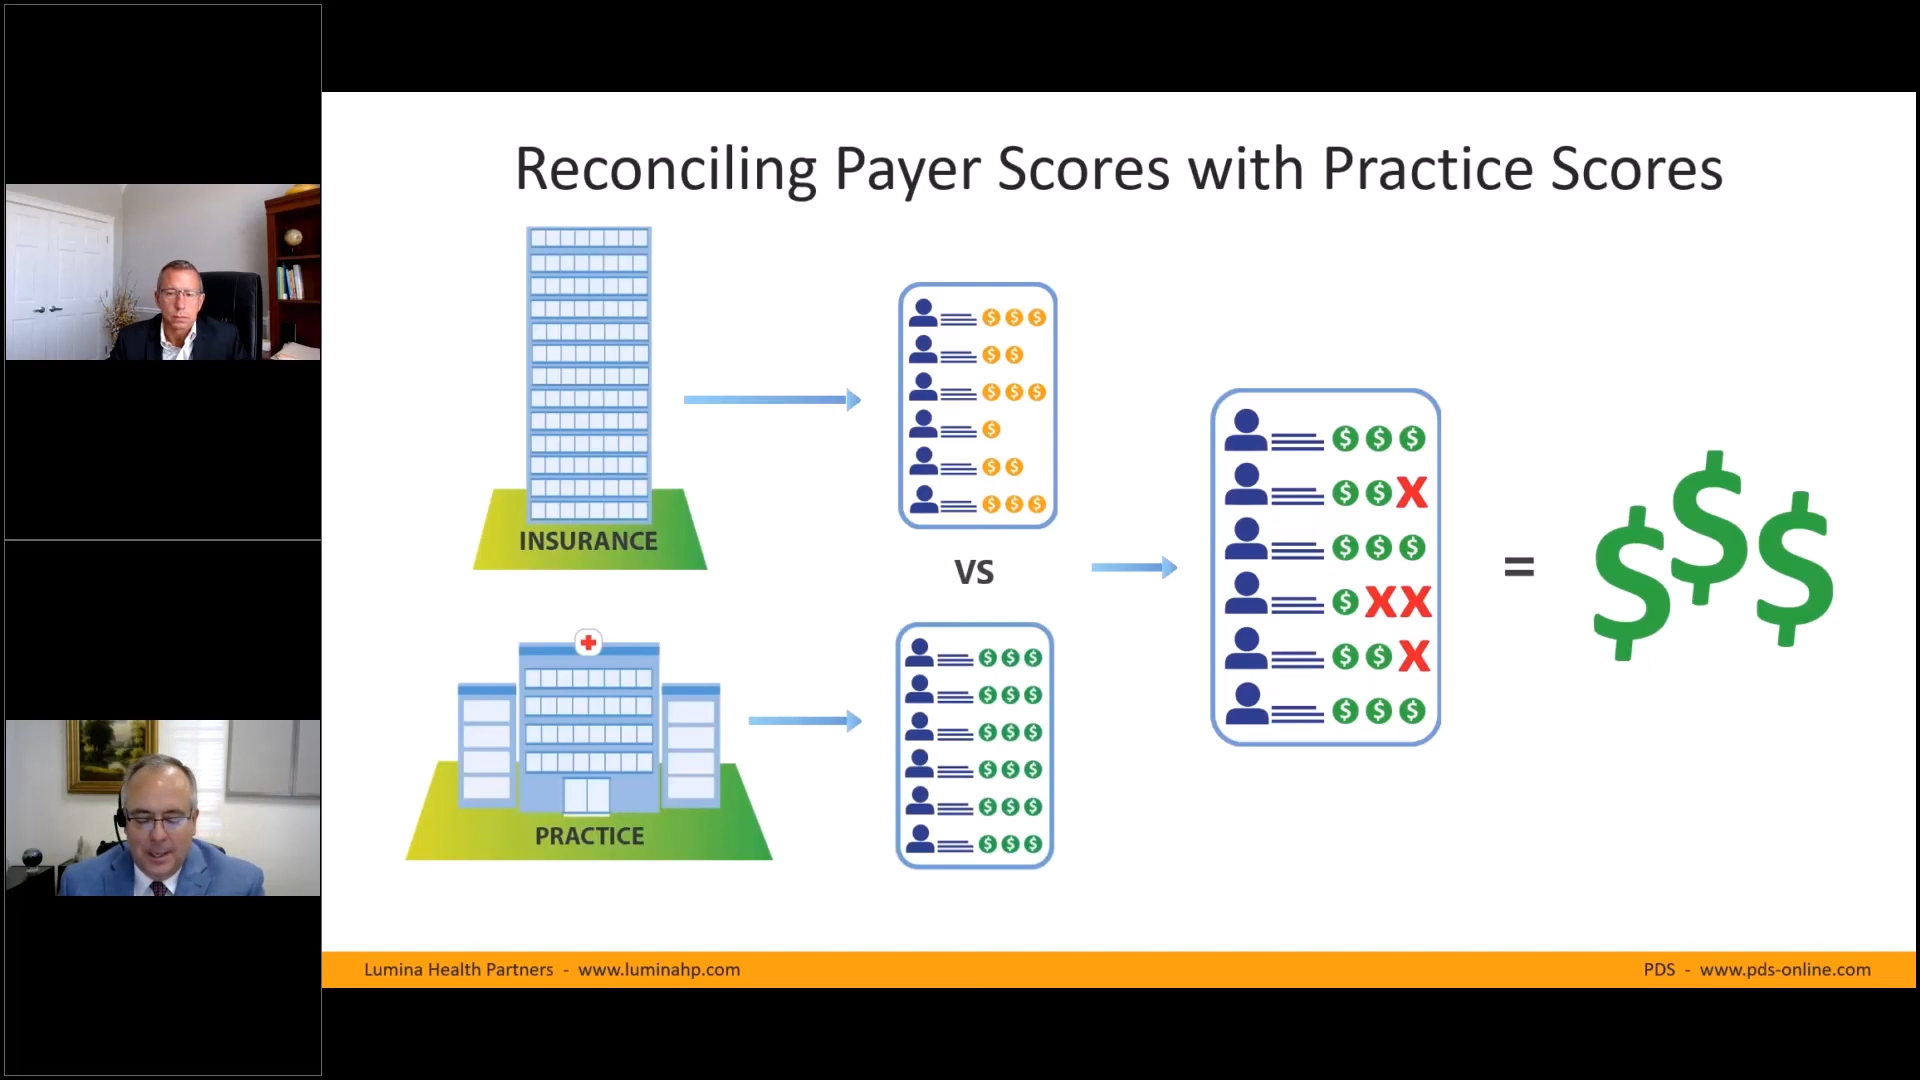 Reconciling Payer Scores with Practice Scores
INSURANCE
VS
=
PRACTICE
Lumina Health Partners - www.luminahp.com
PDS - www.pds-online.com